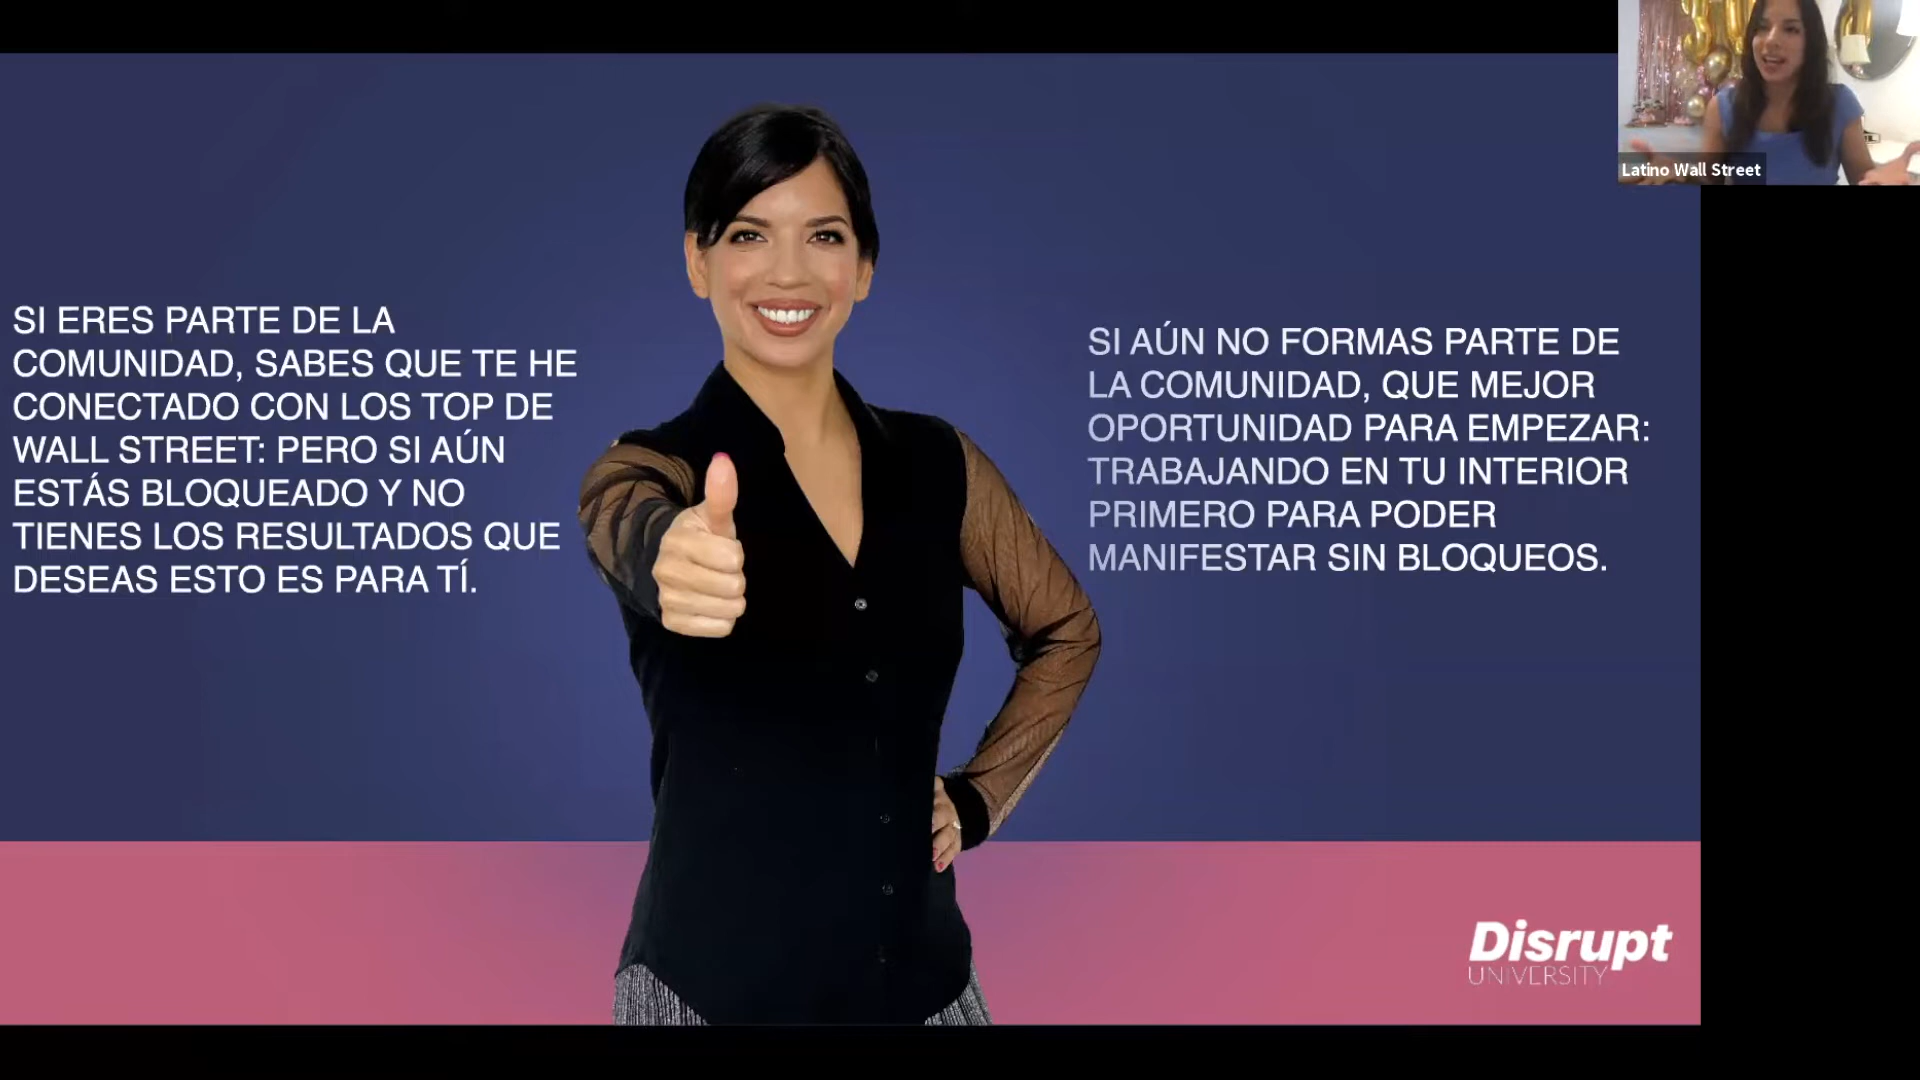 Latino Wall Street
SI ERES PARTE DE LA
COMUNIDAD, SABES QUE TE HE
CONECTADO CON LOS TOP DE
WALL STREET: PERO SI AÚN
ESTÁS BLOQUEADO Y NO
TIENES LOS RESULTADOS QUE
DESEAS ESTO ES PARA TÍ.
SI AÚN NO FORMAS PARTE DE
LA COMUNIDAD, QUE MEJOR
OPORTUNIDAD PARA EMPEZAR:
TRABAJANDO EN TU INTERIOR
PRIMERO PARA PODER
MANIFESTAR SIN BLOQUEOS.
Disrupt
UNIVERSITY